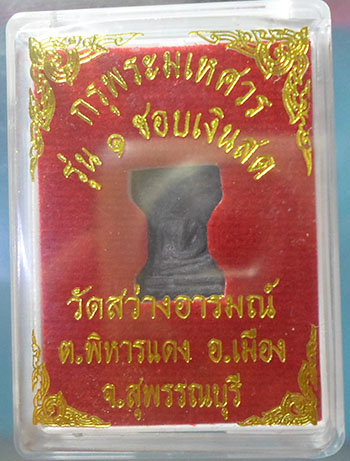 กรุพระมเหศวร
รุ่น ๑ ชอบเงินสด
วัดสว่างอารมณ์
ต.พิหารแดง อ.เมือง
จ.สุพรรณบุรี